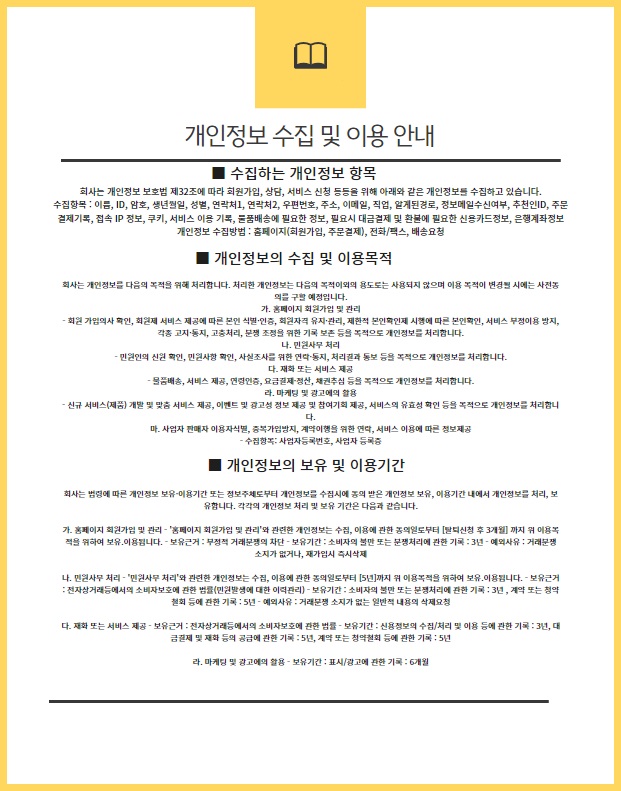 개인정보 수집 및 이용 안내
■ 수집하는 개인정보 항목
회사는 개인정보 보호법 제32조에 따라 회원가입, 상담, 서비스 신청 등등을 위해 아래와 같은 개인정보를 수집하고 있습니다.
수집항목 : 이름, ID, 암호, 생년월일, 성별, 연락처1, 연락처2, 우편번호, 주소, 이메일, 직업, 알게된경로, 정보메일수신여부, 추천인ID, 주문
결제기록, 접속 IP 정보, 쿠키, 서비스 이용 기록, 물품배송에 필요한 정보, 필요시 대금결제 및 환불에 필요한 신용카드정보, 은행계좌정보
개인정보 수집방법 : 홈페이지(회원가입, 주문결제), 전화/팩스, 배송요청
■ 개인정보의 수집 및 이용목적
회사는 개인정보를 다음의 목적을 위해 처리합니다. 처리한 개인정보는 다음의 목적이외의 용도로는 사용되지 않으며 이용 목적이 변경될 시에는 사전동
의를 구할 예정입니다.
가. 홈페이지 회원가입 및 관리
- 회원 가입의사 확인, 회원제 서비스 제공에 따른 본인 식별·인증, 회원자격 유지·관리, 제한적 본인확인제 시행에 따른 본인확인, 서비스 부정이용 방지,
각종 고지·통지, 고충처리, 분쟁 조정을 위한 기록 보존 등을 목적으로 개인정보를 처리합니다.
나. 민원사무 처리
- 민원인의 신원 확인, 민원사항 확인, 사실조사를 위한 연락·통지, 처리결과 통보 등을 목적으로 개인정보를 처리합니다.
다. 재화 또는 서비스 제공
- 물품배송, 서비스 제공, 연령인증, 요금결제·정산, 채권추심 등을 목적으로 개인정보를 처리합니다.
라. 마케팅 및 광고에의 활용
- 신규 서비스(제품) 개발 및 맞춤 서비스 제공, 이벤트 및 광고성 정보 제공 및 참여기회 제공, 서비스의 유효성 확인 등을 목적으로 개인정보를 처리합니
다.
마. 사업자 판매자 이용자식별, 중복가입방지, 계약이행을 위한 연락, 서비스 이용에 따른 정보제공
- 수집항목: 사업자등록번호, 사업자 등록증
■ 개인정보의 보유 및 이용기간
회사는 법령에 따른 개인정보 보유·이용기간 또는 정보주체로부터 개인정보를 수집시에 동의 받은 개인정보 보유, 이용기간 내에서 개인정보를 처리, 보
유합니다. 각각의 개인정보 처리 및 보유 기간은 다음과 같습니다.
가. 홈페이지 회원가입 및 관리 - '홈페이지 회원가입 및 관리'와 관련한 개인정보는 수집, 이용에 관한 동의일로부터 [탈퇴신청 후 3개월] 까지 위 이용목
적을 위하여 보유.이용됩니다. - 보유근거 : 부정적 거래분쟁의 차단 - 보유기간 : 소비자의 불만 또는 분쟁처리에 관한 기록 : 3년 - 예외사유 : 거래분쟁
소지가 없거나, 재가입시 즉시삭제
나. 민원사무 처리 - '민원사무 처리'와 관련한 개인정보는 수집, 이용에 관한 동의일로부터 [5년]까지 위 이용목적을 위하여 보유.이용됩니다. - 보유근거
: 전자상거래등에서의 소비자보호에 관한 법률(민원발생에 대한 이력관리) - 보유기간 : 소비자의 불만 또는 분쟁처리에 관한 기록 : 3년 , 계약 또는 청약
철회 등에 관한 기록 : 5년 - 예외사유 : 거래분쟁 소지가 없는 일반적 내용의 삭제요청
다. 재화 또는 서비스 제공 - 보유근거 : 전자상거래등에서의 소비자보호에 관한 법률 - 보유기간 : 신용정보의 수집/처리 및 이용 등에 관한 기록 : 3년, 대
금결제 및 재화 등의 공급에 관한 기록 : 5년, 계약 또는 청약철회 등에 관한 기록 : 5년
라. 마케팅 및 광고에의 활용 - 보유기간 : 표시/광고에 관한 기록 : 6개월